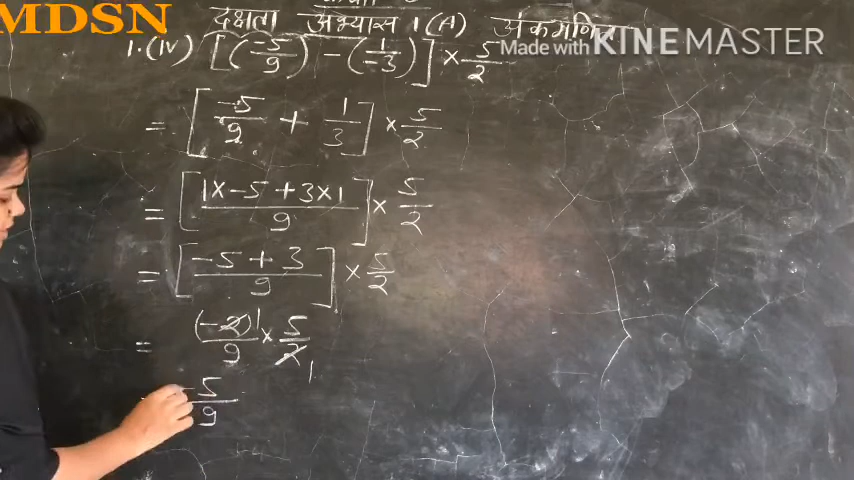 MDSN
दक्षता अभ्यास 1 (A) अंकगणित
Made with KINEMASTER
1.(iv) [(-5/9) - (1/-3)] × 5/2
= [-5/9 + 1/3] × 5/2
= [1×-5+3×1/9] × 5/2
= [-5+3/9] × 5/2
= (-2)1/9 × 5/2 1
-5/9